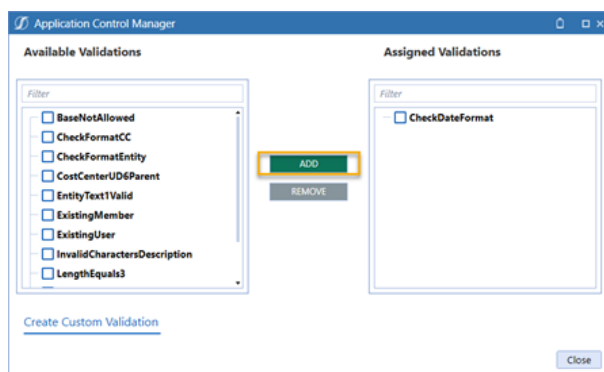 Application Control Manager
Available Validations
Assigned Validations
Filter
Filter
BaseNotAllowed
CheckFormatCC
CheckFormatEntity
CostCenterUD6Parent
EntityText1Valid
ExistingMember
ExistingUser
InvalidCharactersDescription
LengthEquals3
ADD
REMOVE
CheckDateFormat
Create Custom Validation
Close